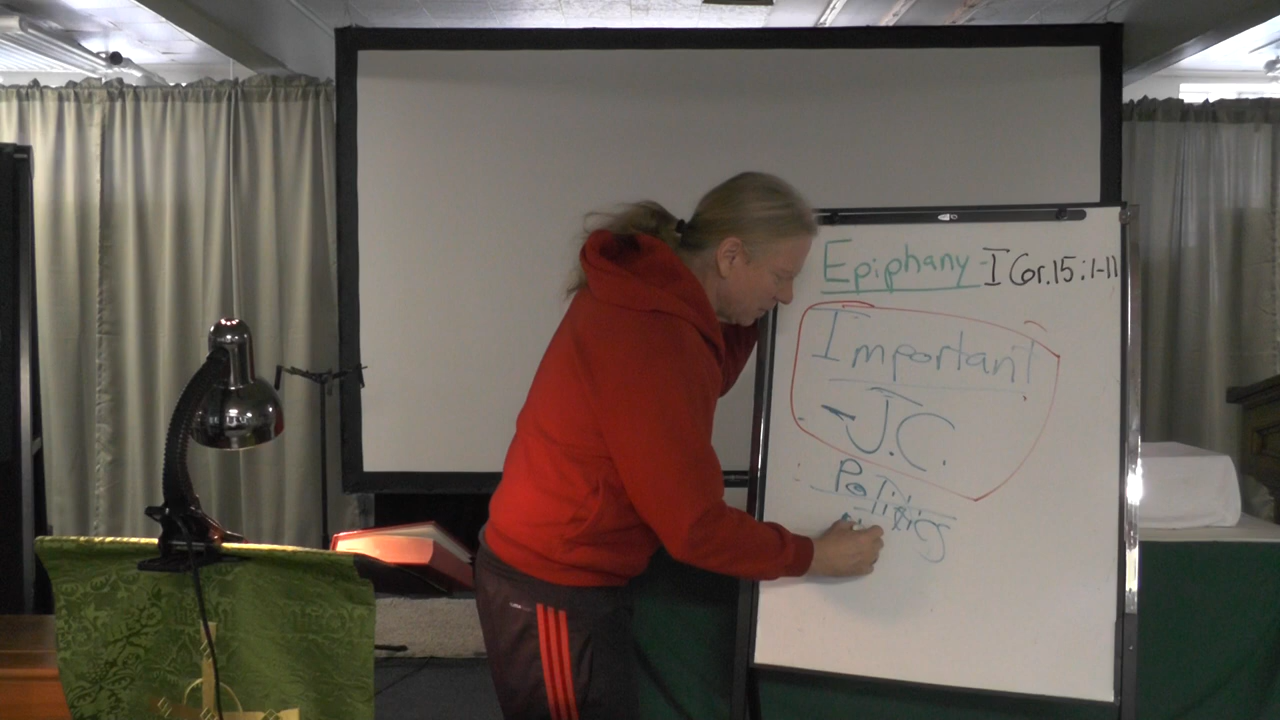 Epiphany - I Cor. 15:1-11
Important
- J.C.
Politics